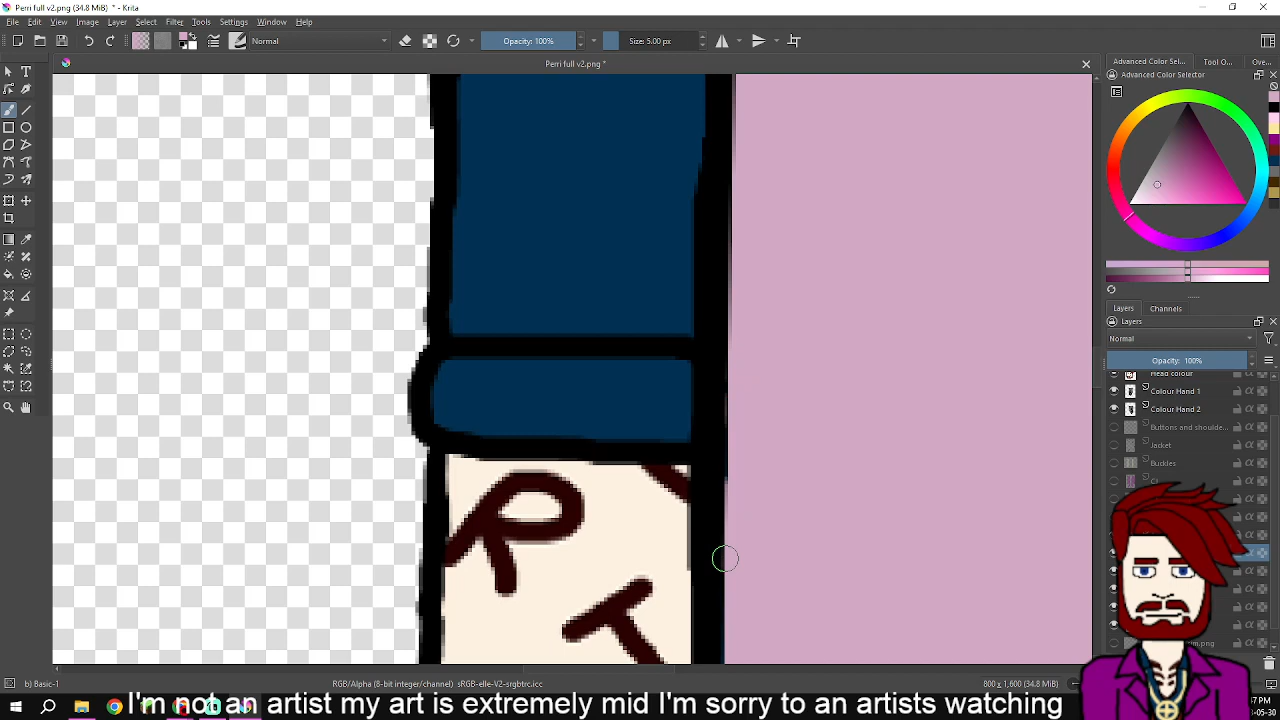 Perri full v2.png (34.8 MiB) * - Krita
File Edit View Image Layer Select Filter Tools Settings Window Help
Normal
Opacity: 100%
Size: 5.00 px
Perri full v2.png *
Advanced Color Sel...
Tool O...
Ove...
Advanced Color Selector
Layers Channels
Layers
Normal
Opacity: 100%
Head colour
Colour Hand 1
Colour Hand 2
Buttons and shoulde...
Jacket
Buckles
R
T
b) Basic-1
RGB/Alpha (8-bit integer/channel) sRGB-elle-V2-srgbtrc.icc
800 x 1,600 (34.8 MiB)
I'm not an artist my art is extremely mid I'm sorry to an artists watching